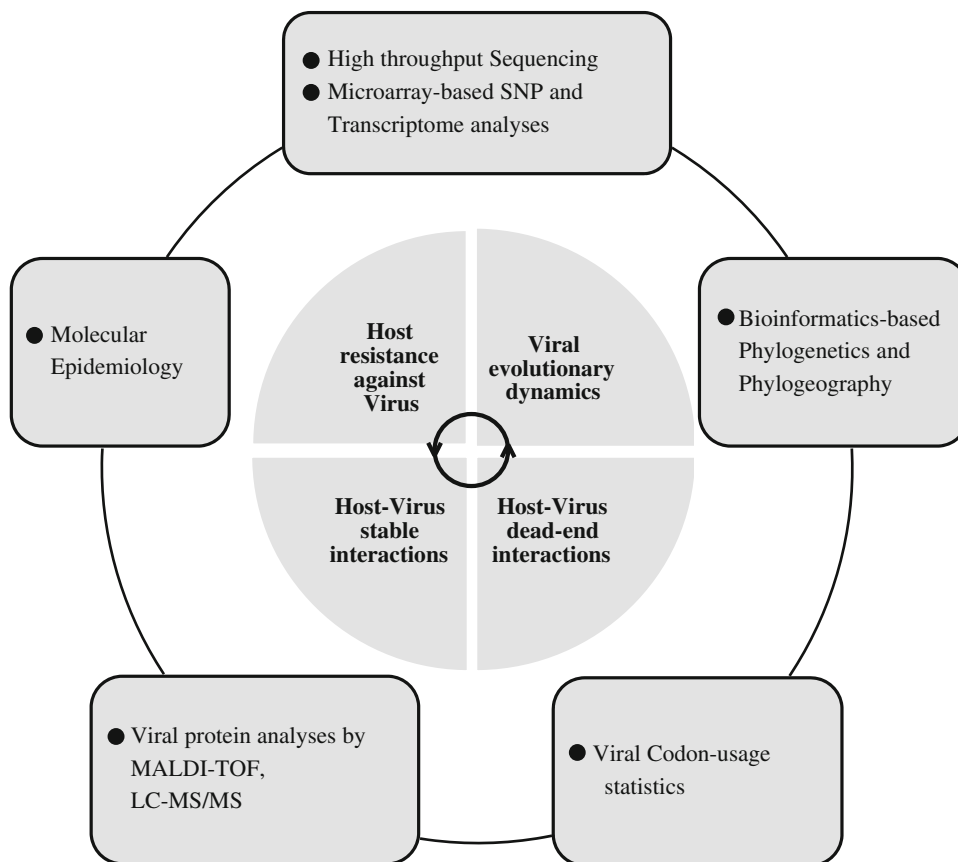 ● High throughput Sequencing
● Microarray-based SNP and
Transcriptome analyses
● Molecular
Epidemiology
Host
resistance
against
Virus
Viral
evolutionary
dynamics
● Bioinformatics-based
Phylogenetics and
Phylogeography
Host-Virus
stable
interactions
Host-Virus
dead-end
interactions
● Viral protein analyses by
MALDI-TOF,
LC-MS/MS
● Viral Codon-usage
statistics